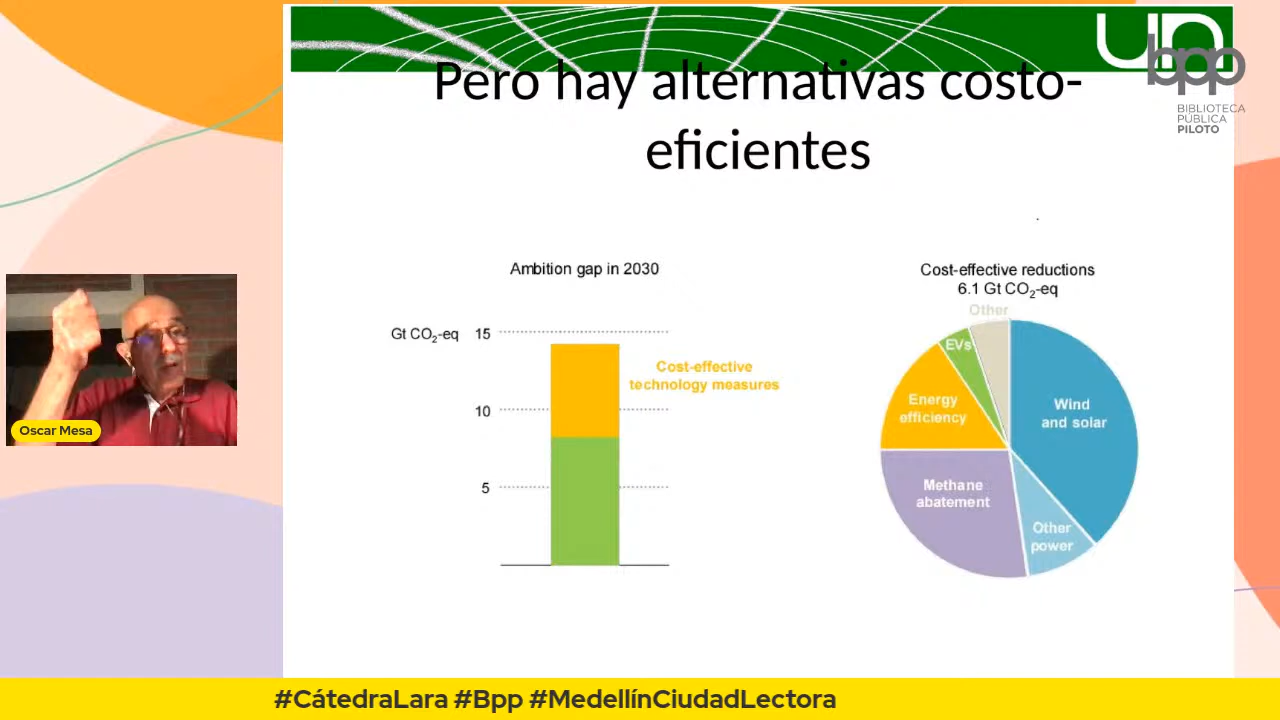 un
bpp
BIBLIOTECA
PÚBLICA
PILOTO
Pero hay alternativas costo-
eficientes
Ambition gap in 2030
Gt CO₂-eq 15
10
5
Cost-effective
technology measures
Cost-effective reductions
6.1 Gt CO₂-eq
Other
EVs
Energy
efficiency
Wind
and solar
Methane
abatement
Other
power
Oscar Mesa
#CátedraLara #Bpp #MedellínCiudadLectora